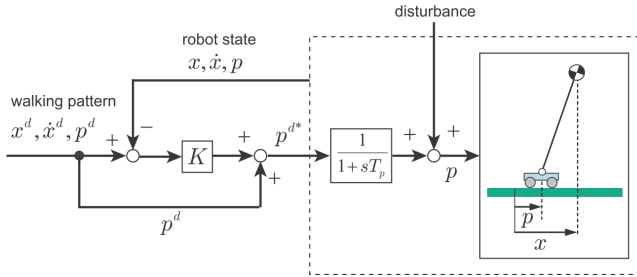 disturbance
robot state
x, ẋ, p
walking pattern
x^d, ẋ^d, p^d
+
−
K
+
+
p^{d*}
1
1+sT_p
+
+
p
p^d
p
x